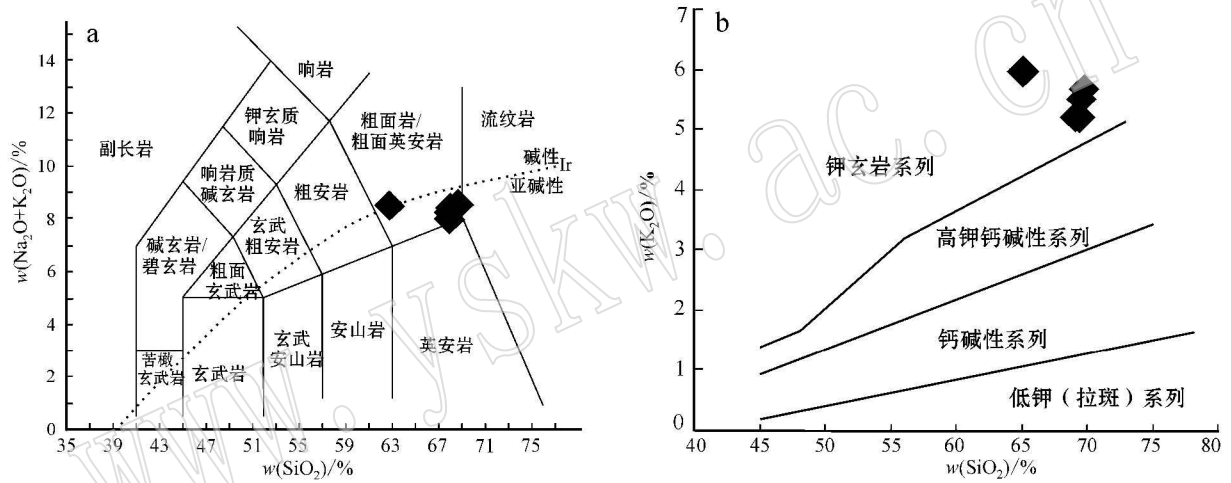 a
w(Na₂O+K₂O)/%
14
12
10
8
6
4
2
0
35
43
47
51
55
59
63
67
71
75
79
w(SiO₂)/%
响岩
钾玄质
响岩
粗面岩/
粗面英安岩
流纹岩
副长岩
碱性
Ir
亚碱性
响岩质
碱玄岩
粗安岩
碱玄岩/
碧玄岩
玄武
粗安岩
粗面
玄武岩
苦橄
玄武岩
玄武岩
玄武
安山岩
安山岩
英安岩
b
w(K₂O)/%
7
6
5
4
3
2
1
0
40
45
50
55
60
65
70
75
80
w(SiO₂)/%
钾玄岩系列
高钾钙碱性系列
钙碱性系列
低钾（拉斑）系列
www.yskw.ac.cn